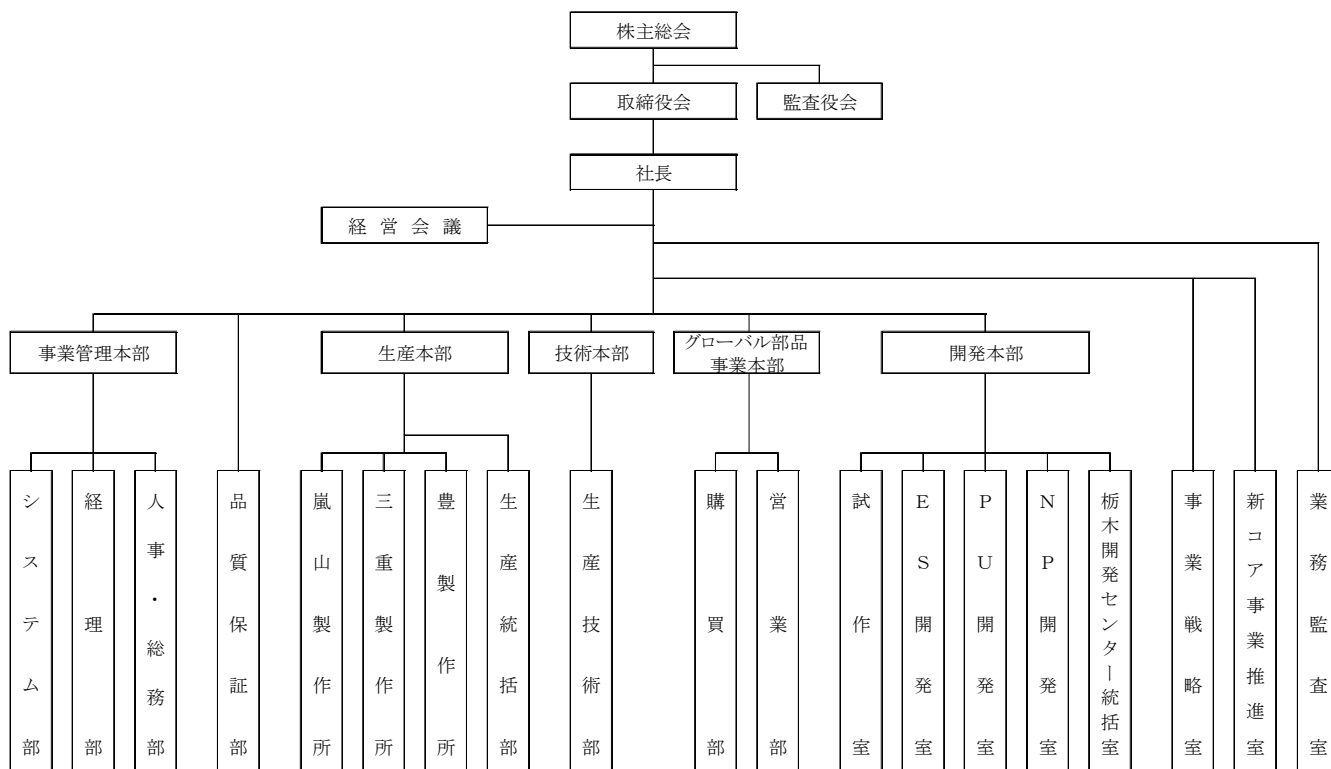 株主総会
取締役会
監査役会
社長
経営会議
事業管理本部
生産本部
技術本部
グローバル部品
事業本部
開発本部
システム部
経理部
人事・総務部
品質保証部
嵐山製作所
三重製作所
豊製作所
生産統括部
生産技術部
購買部
営業部
試作室
ES開発室
PU開発室
NP開発室
栃木開発センター統括室
事業戦略室
新コア事業推進室
業務監査室